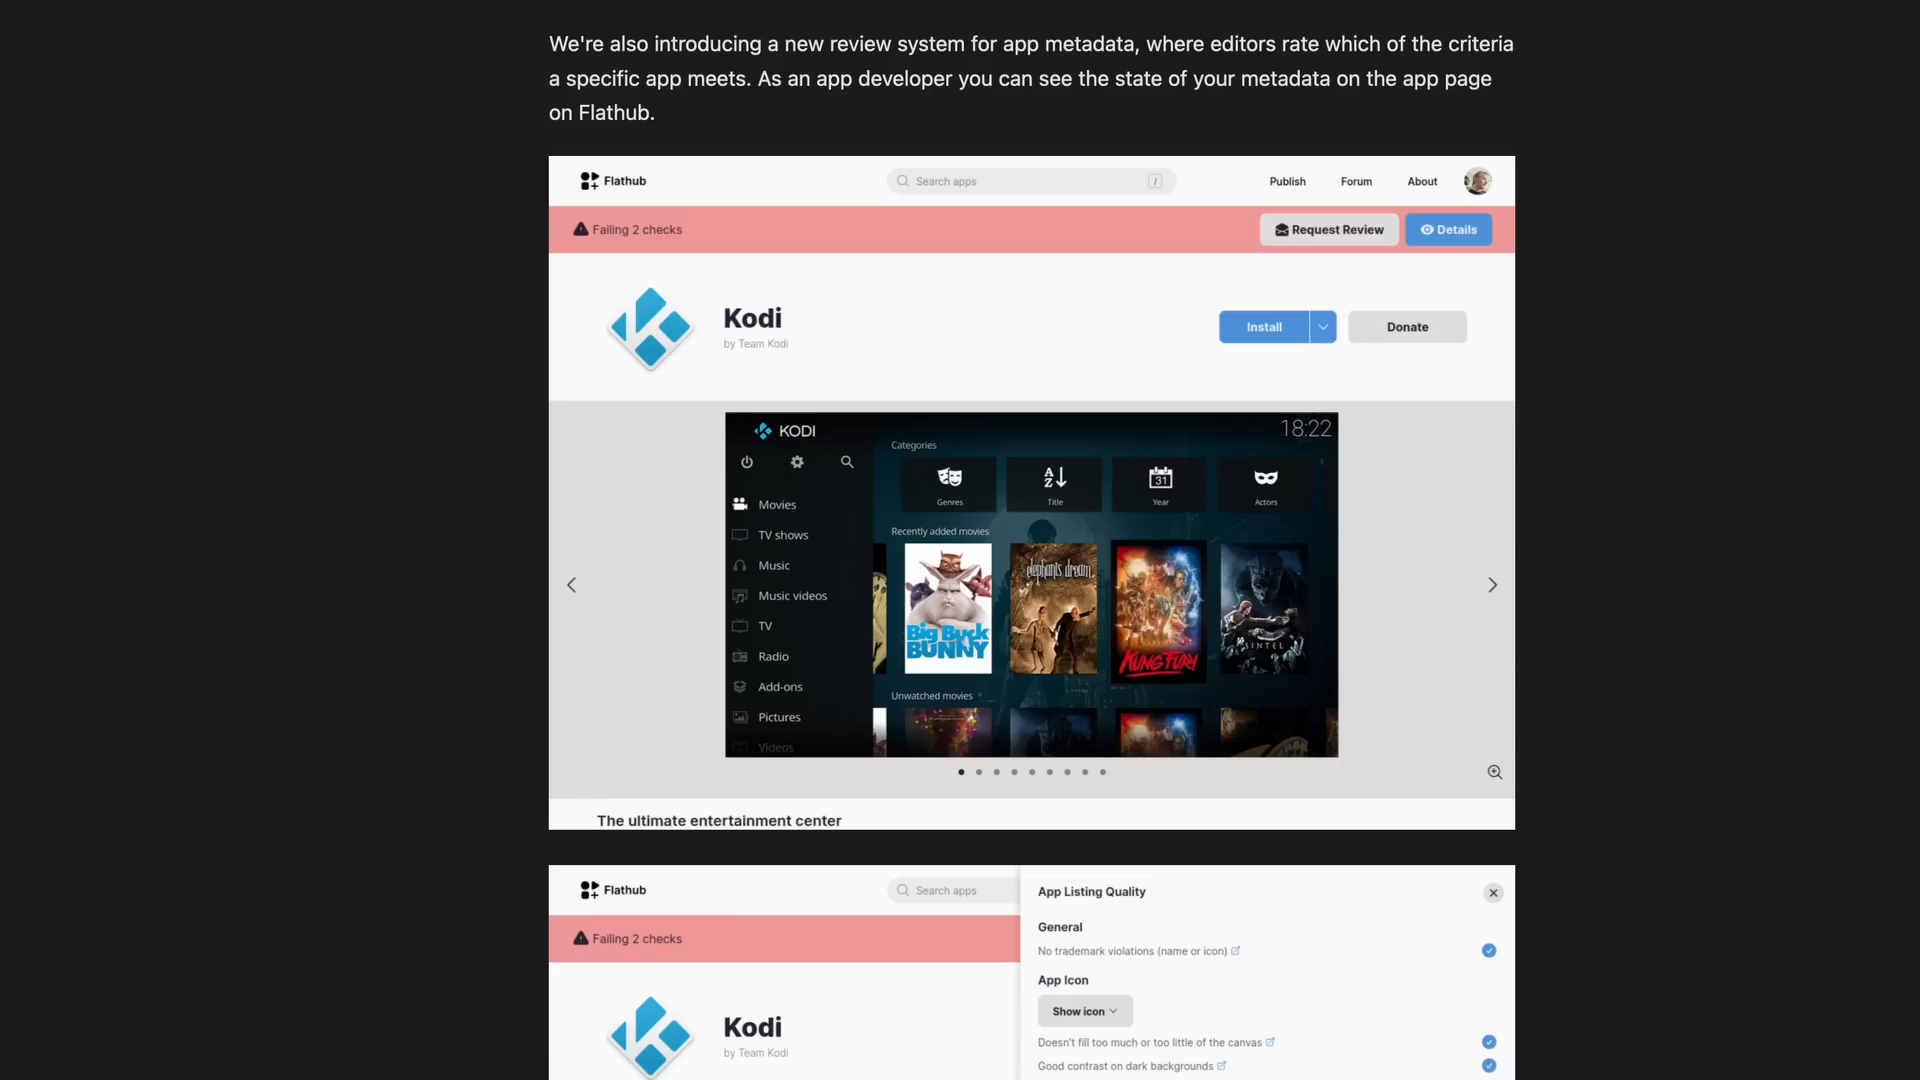 We're also introducing a new review system for app metadata, where editors rate which of the criteria
a specific app meets. As an app developer you can see the state of your metadata on the app page
on Flathub.
Flathub
Search apps
/
Publish
Forum
About
Failing 2 checks
Request Review
Details
Kodi
by Team Kodi
Install
Donate
KODI
18:22
Categories
Genres
A
Z
Title
31
Year
Actors
Movies
TV shows
Music
Music videos
TV
Radio
Add-ons
Pictures
Videos
Recently added movies
Big Buck
BUNNY
elephants dream
KUNG FURY
SINTEL
Unwatched movies
The ultimate entertainment center
Flathub
Search apps
App Listing Quality
Failing 2 checks
General
No trademark violations (name or icon)
App Icon
Show icon
Kodi
by Team Kodi
Doesn't fill too much or too little of the canvas
Good contrast on dark backgrounds